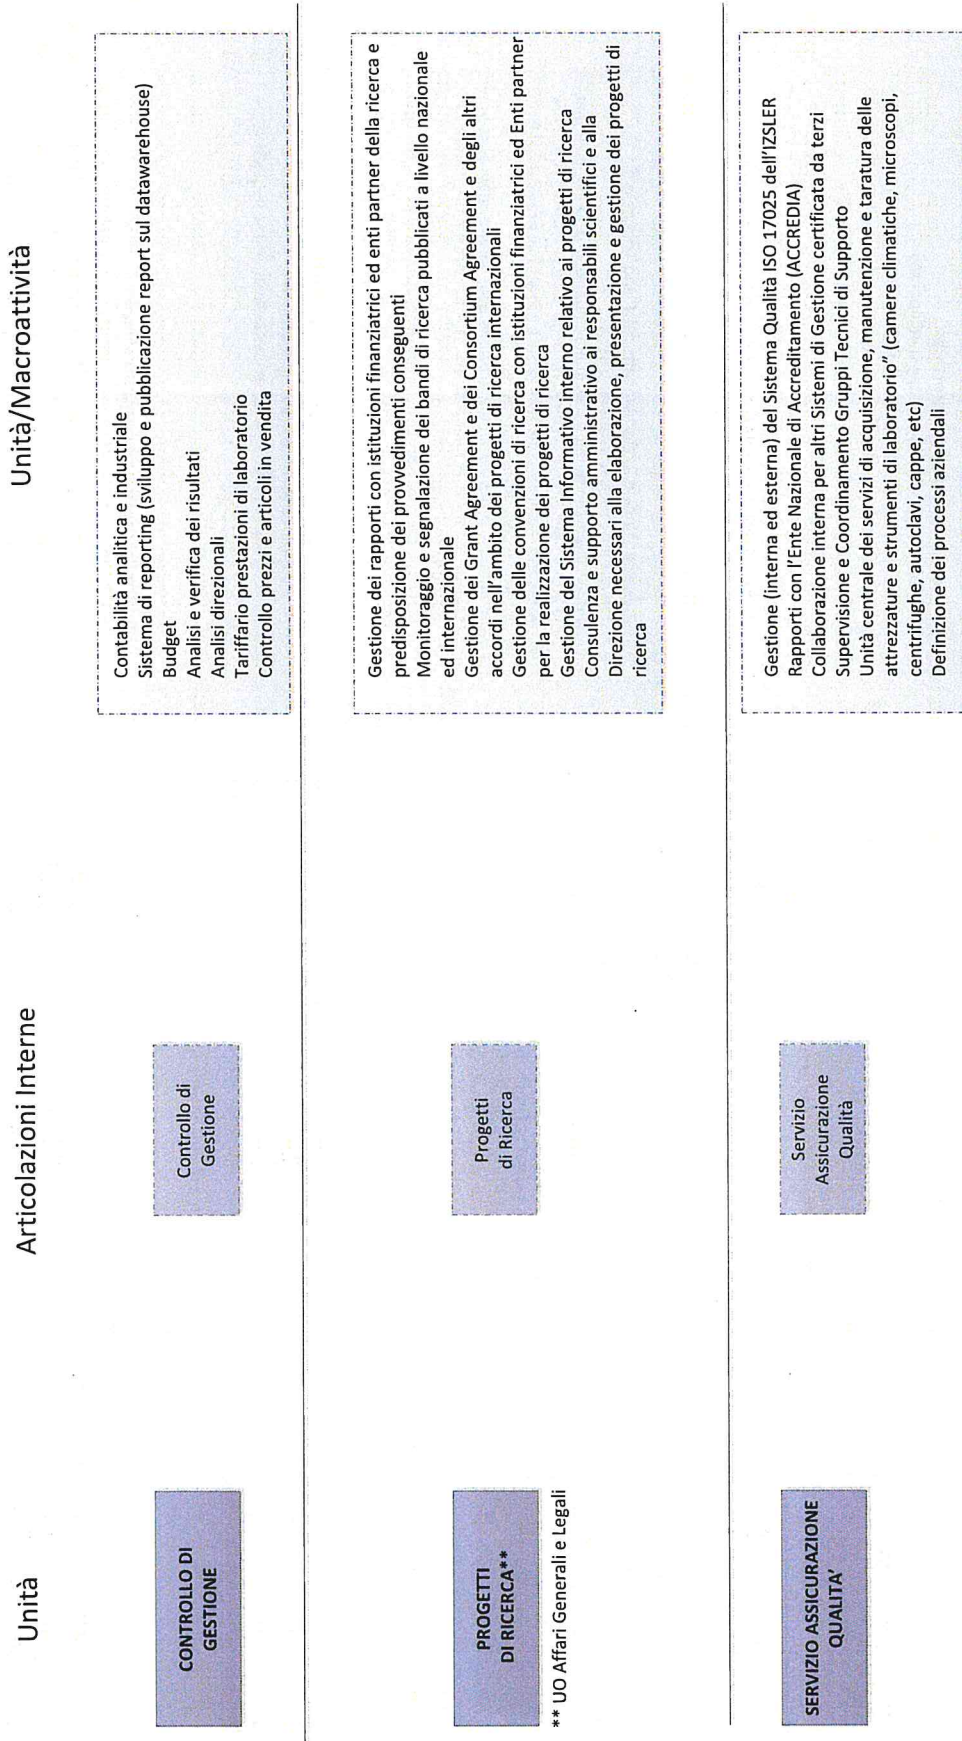 Unità
Articolazioni Interne
Unità/Macroattività
CONTROLLO DI
GESTIONE
Controllo di
Gestione
Contabilità analitica e industriale
Sistema di reporting (sviluppo e pubblicazione report sul datawarehouse)
Budget
Analisi e verifica dei risultati
Analisi direzionali
Tariffario prestazioni di laboratorio
Controllo prezzi e articoli in vendita
PROGETTI
DI RICERCA**
** UO Affari Generali e Legali
Progetti
di Ricerca
Gestione dei rapporti con istituzioni finanziatrici ed enti partner della ricerca e
predisposizione dei provvedimenti conseguenti
Monitoraggio e segnalazione dei bandi di ricerca pubblicati a livello nazionale
ed internazionale
Gestione dei Grant Agreement e dei Consortium Agreement e degli altri
accordi nell'ambito dei progetti di ricerca internazionali
Gestione delle convenzioni di ricerca con istituzioni finanziatrici ed Enti partner
per la realizzazione dei progetti di ricerca
Gestione del Sistema Informativo interno relativo ai progetti di ricerca
Consulenza e supporto amministrativo ai responsabili scientifici e alla
Direzione necessari alla elaborazione, presentazione e gestione dei progetti di
ricerca
SERVIZIO ASSICURAZIONE
QUALITA'
Servizio
Assicurazione
Qualità
Gestione (interna ed esterna) del Sistema Qualità ISO 17025 dell'IZSLER
Rapporti con l'Ente Nazionale di Accreditamento (ACCREDIA)
Collaborazione interna per altri Sistemi di Gestione certificata da terzi
Supervisione e Coordinamento Gruppi Tecnici di Supporto
Unità centrale dei servizi di acquisizione, manutenzione e taratura delle
attrezzature e strumenti di laboratorio" (camere climatiche, microscopi,
centrifughe, autoclavi, cappe, etc)
Definizione dei processi aziendali